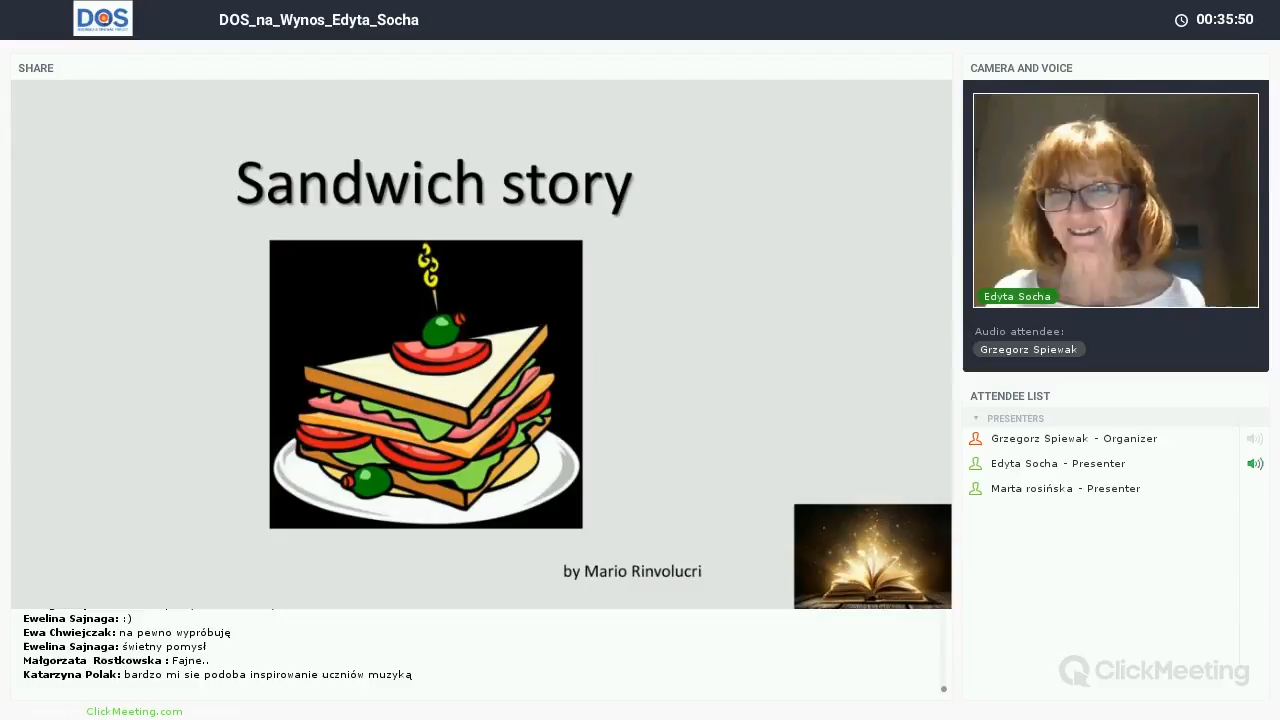 DOS
DOS_na_Wynos_Edyta_Socha
00:35:50
SHARE
Sandwich story
by Mario Rinvolucri
Ewelina Sajnaga: :)
Ewa Chwiejczak: na pewno wypróbuję
Ewelina Sajnaga: świetny pomysł
Małgorzata Rostkowska : Fajne..
Katarzyna Polak: bardzo mi sie podoba inspirowanie uczniów muzyką
ClickMeeting.com
CAMERA AND VOICE
Edyta Socha
Audio attendee:
Grzegorz Spiewak
ATTENDEE LIST
PRESENTERS
Grzegorz Spiewak - Organizer
Edyta Socha - Presenter
Marta rosińska - Presenter
ClickMeeting